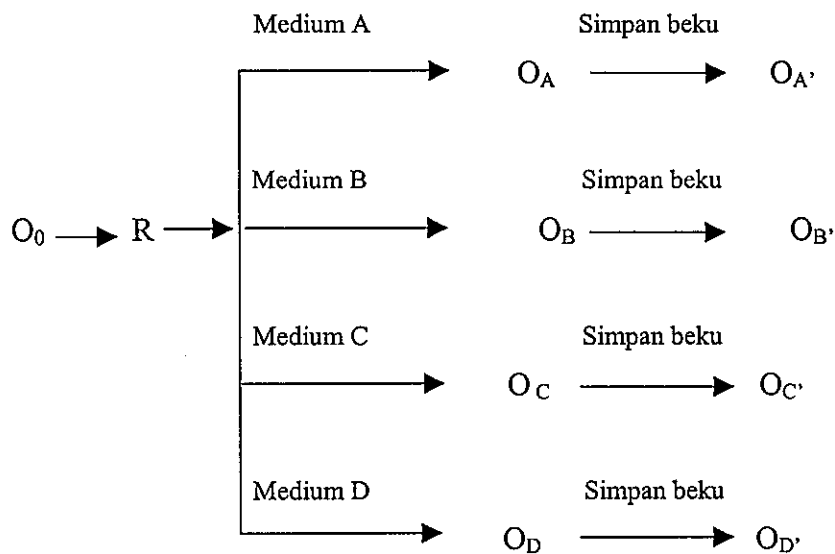 Medium A Simpan beku
O_A O_A’
Medium B Simpan beku
O_0 R O_B O_B’
Medium C Simpan beku
O_C O_C’
Medium D Simpan beku
O_D O_D’